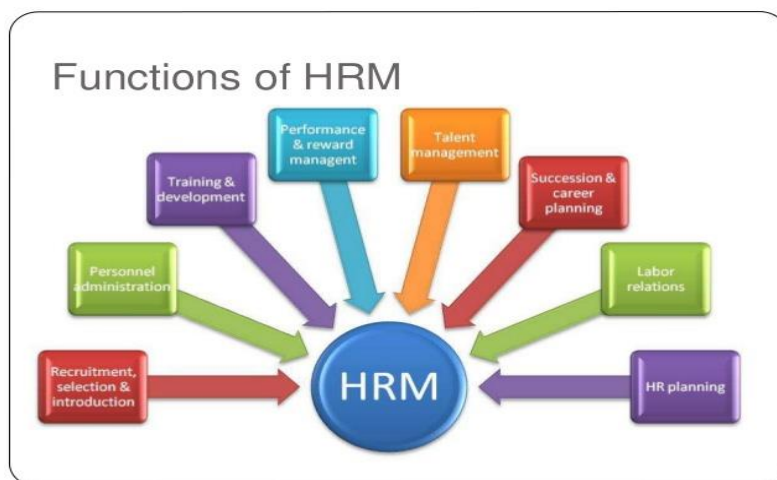 Functions of HRM
Recruitment,
selection &
introduction
Personnel
administration
Training &
development
Performance
& reward
managent
Talent
management
Succession &
career
planning
Labor
relations
HR planning
HRM